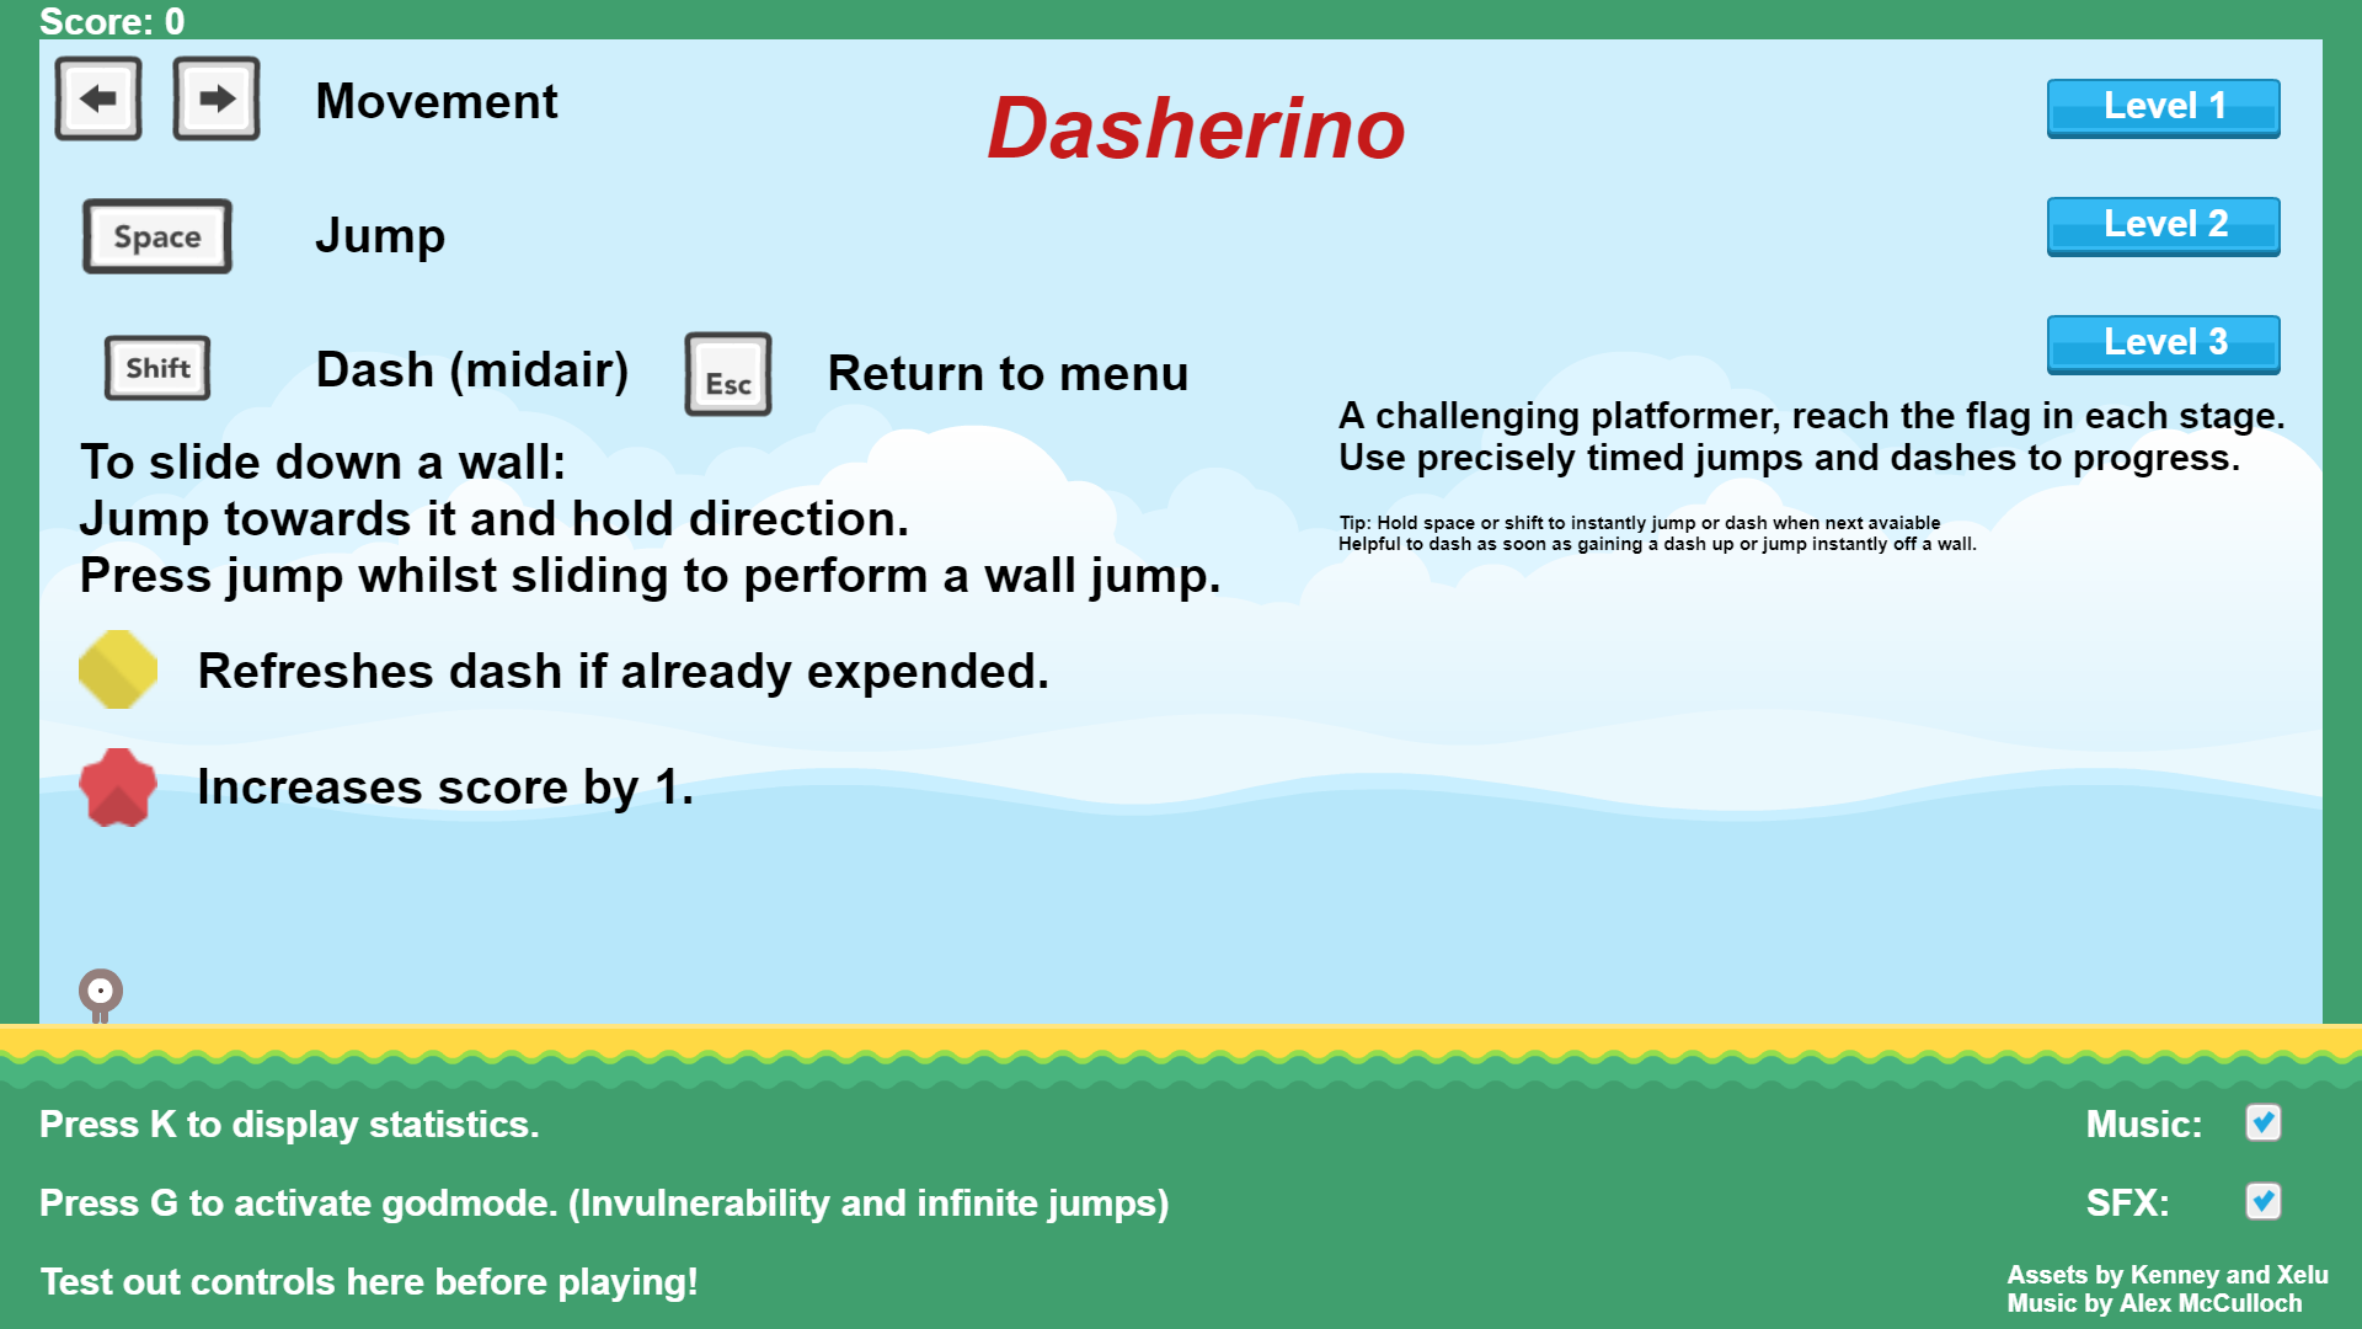 Score: 0
Movement
Dasherino
Level 1
Space
Jump
Level 2
Shift
Dash (midair)
Esc
Return to menu
Level 3
A challenging platformer, reach the flag in each stage.
Use precisely timed jumps and dashes to progress.
To slide down a wall:
Jump towards it and hold direction.
Press jump whilst sliding to perform a wall jump.
Tip: Hold space or shift to instantly jump or dash when next avaiable
Helpful to dash as soon as gaining a dash up or jump instantly off a wall.
Refreshes dash if already expended.
Increases score by 1.
Press K to display statistics.
Music:
Press G to activate godmode. (Invulnerability and infinite jumps)
SFX:
Test out controls here before playing!
Assets by Kenney and Xelu
Music by Alex McCulloch